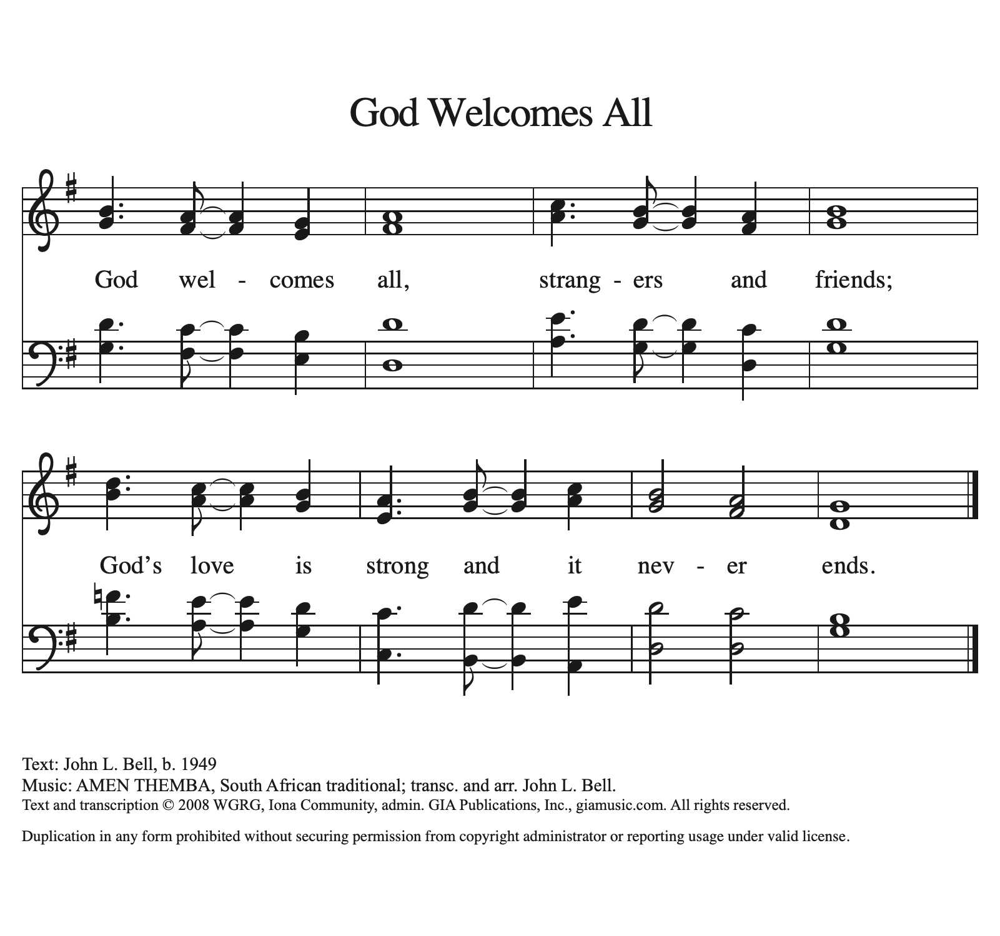 God Welcomes All
God wel - comes all, strang - ers and friends;
God’s love is strong and it nev - er ends.
Text: John L. Bell, b. 1949
Music: AMEN THEMBA, South African traditional; transc. and arr. John L. Bell.
Text and transcription © 2008 WGRG, Iona Community, admin. GIA Publications, Inc., giamusic.com. All rights reserved.
Duplication in any form prohibited without securing permission from copyright administrator or reporting usage under valid license.